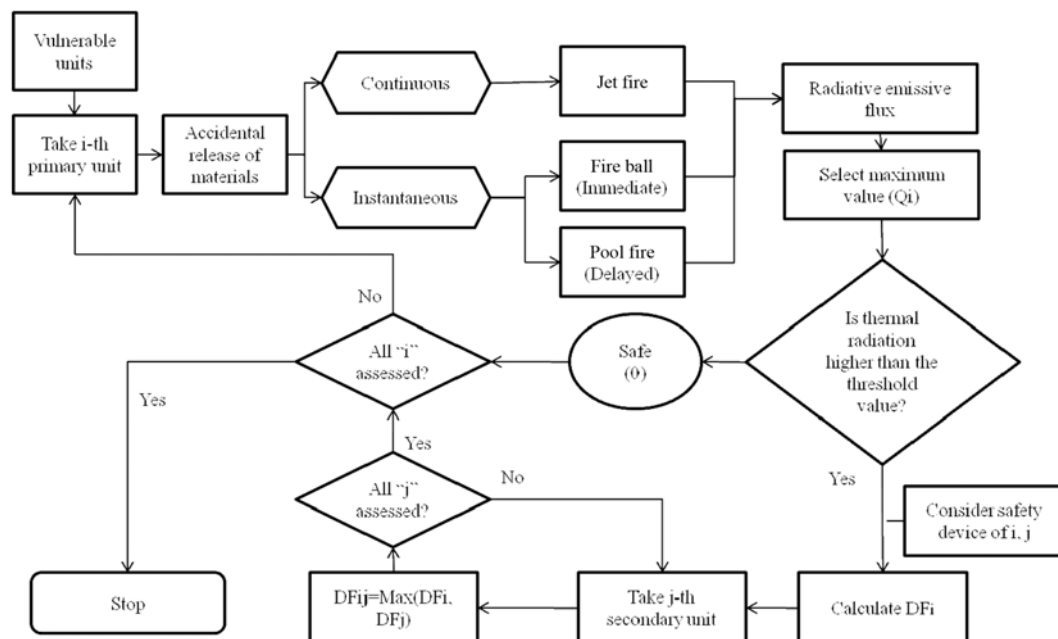 Vulnerable
units
Take i-th
primary unit
Accidental
release of
materials
Continuous
Instantaneous
Jet fire
Fire ball
(Immediate)
Pool fire
(Delayed)
Radiative emissive
flux
Select maximum
value (Qi)
Is thermal
radiation
higher than the
threshold
value?
Safe
(0)
No
All "i"
assessed?
Yes
Yes
All "j"
assessed?
No
Yes
Consider safety
device of i, j
Stop
DFij=Max(DFi,
DFj)
Take j-th
secondary unit
Calculate DFi